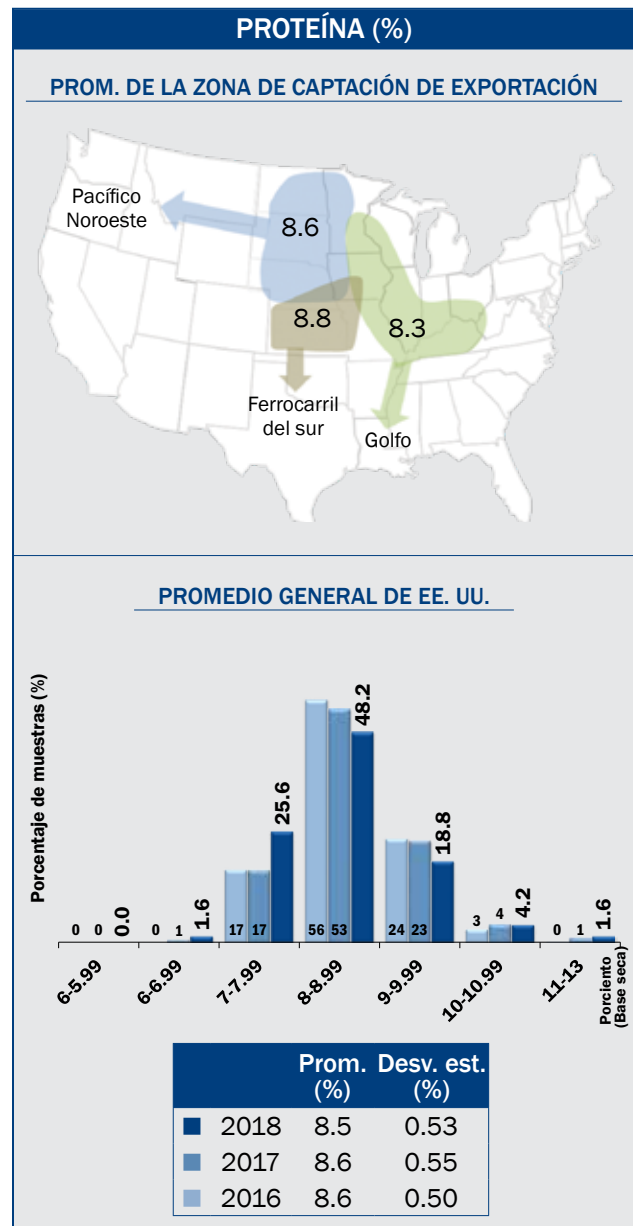 PROTEÍNA (%)
PROM. DE LA ZONA DE CAPTACIÓN DE EXPORTACIÓN
Pacífico
Noroeste
8.6
8.8
8.3
Ferrocarril
del sur
Golfo
PROMEDIO GENERAL DE EE. UU.
Porcentaje de muestras (%)
0 0 0.0
0 1 1.6
17 17 25.6
56 53 48.2
24 23 18.8
3 4 4.2
0 1 1.6
6-5.99
6-6.99
7-7.99
8-8.99
9-9.99
10-10.99
11-13
Porciento
(Base seca)
Prom. Desv. est.
(%) (%)
2018 8.5 0.53
2017 8.6 0.55
2016 8.6 0.50